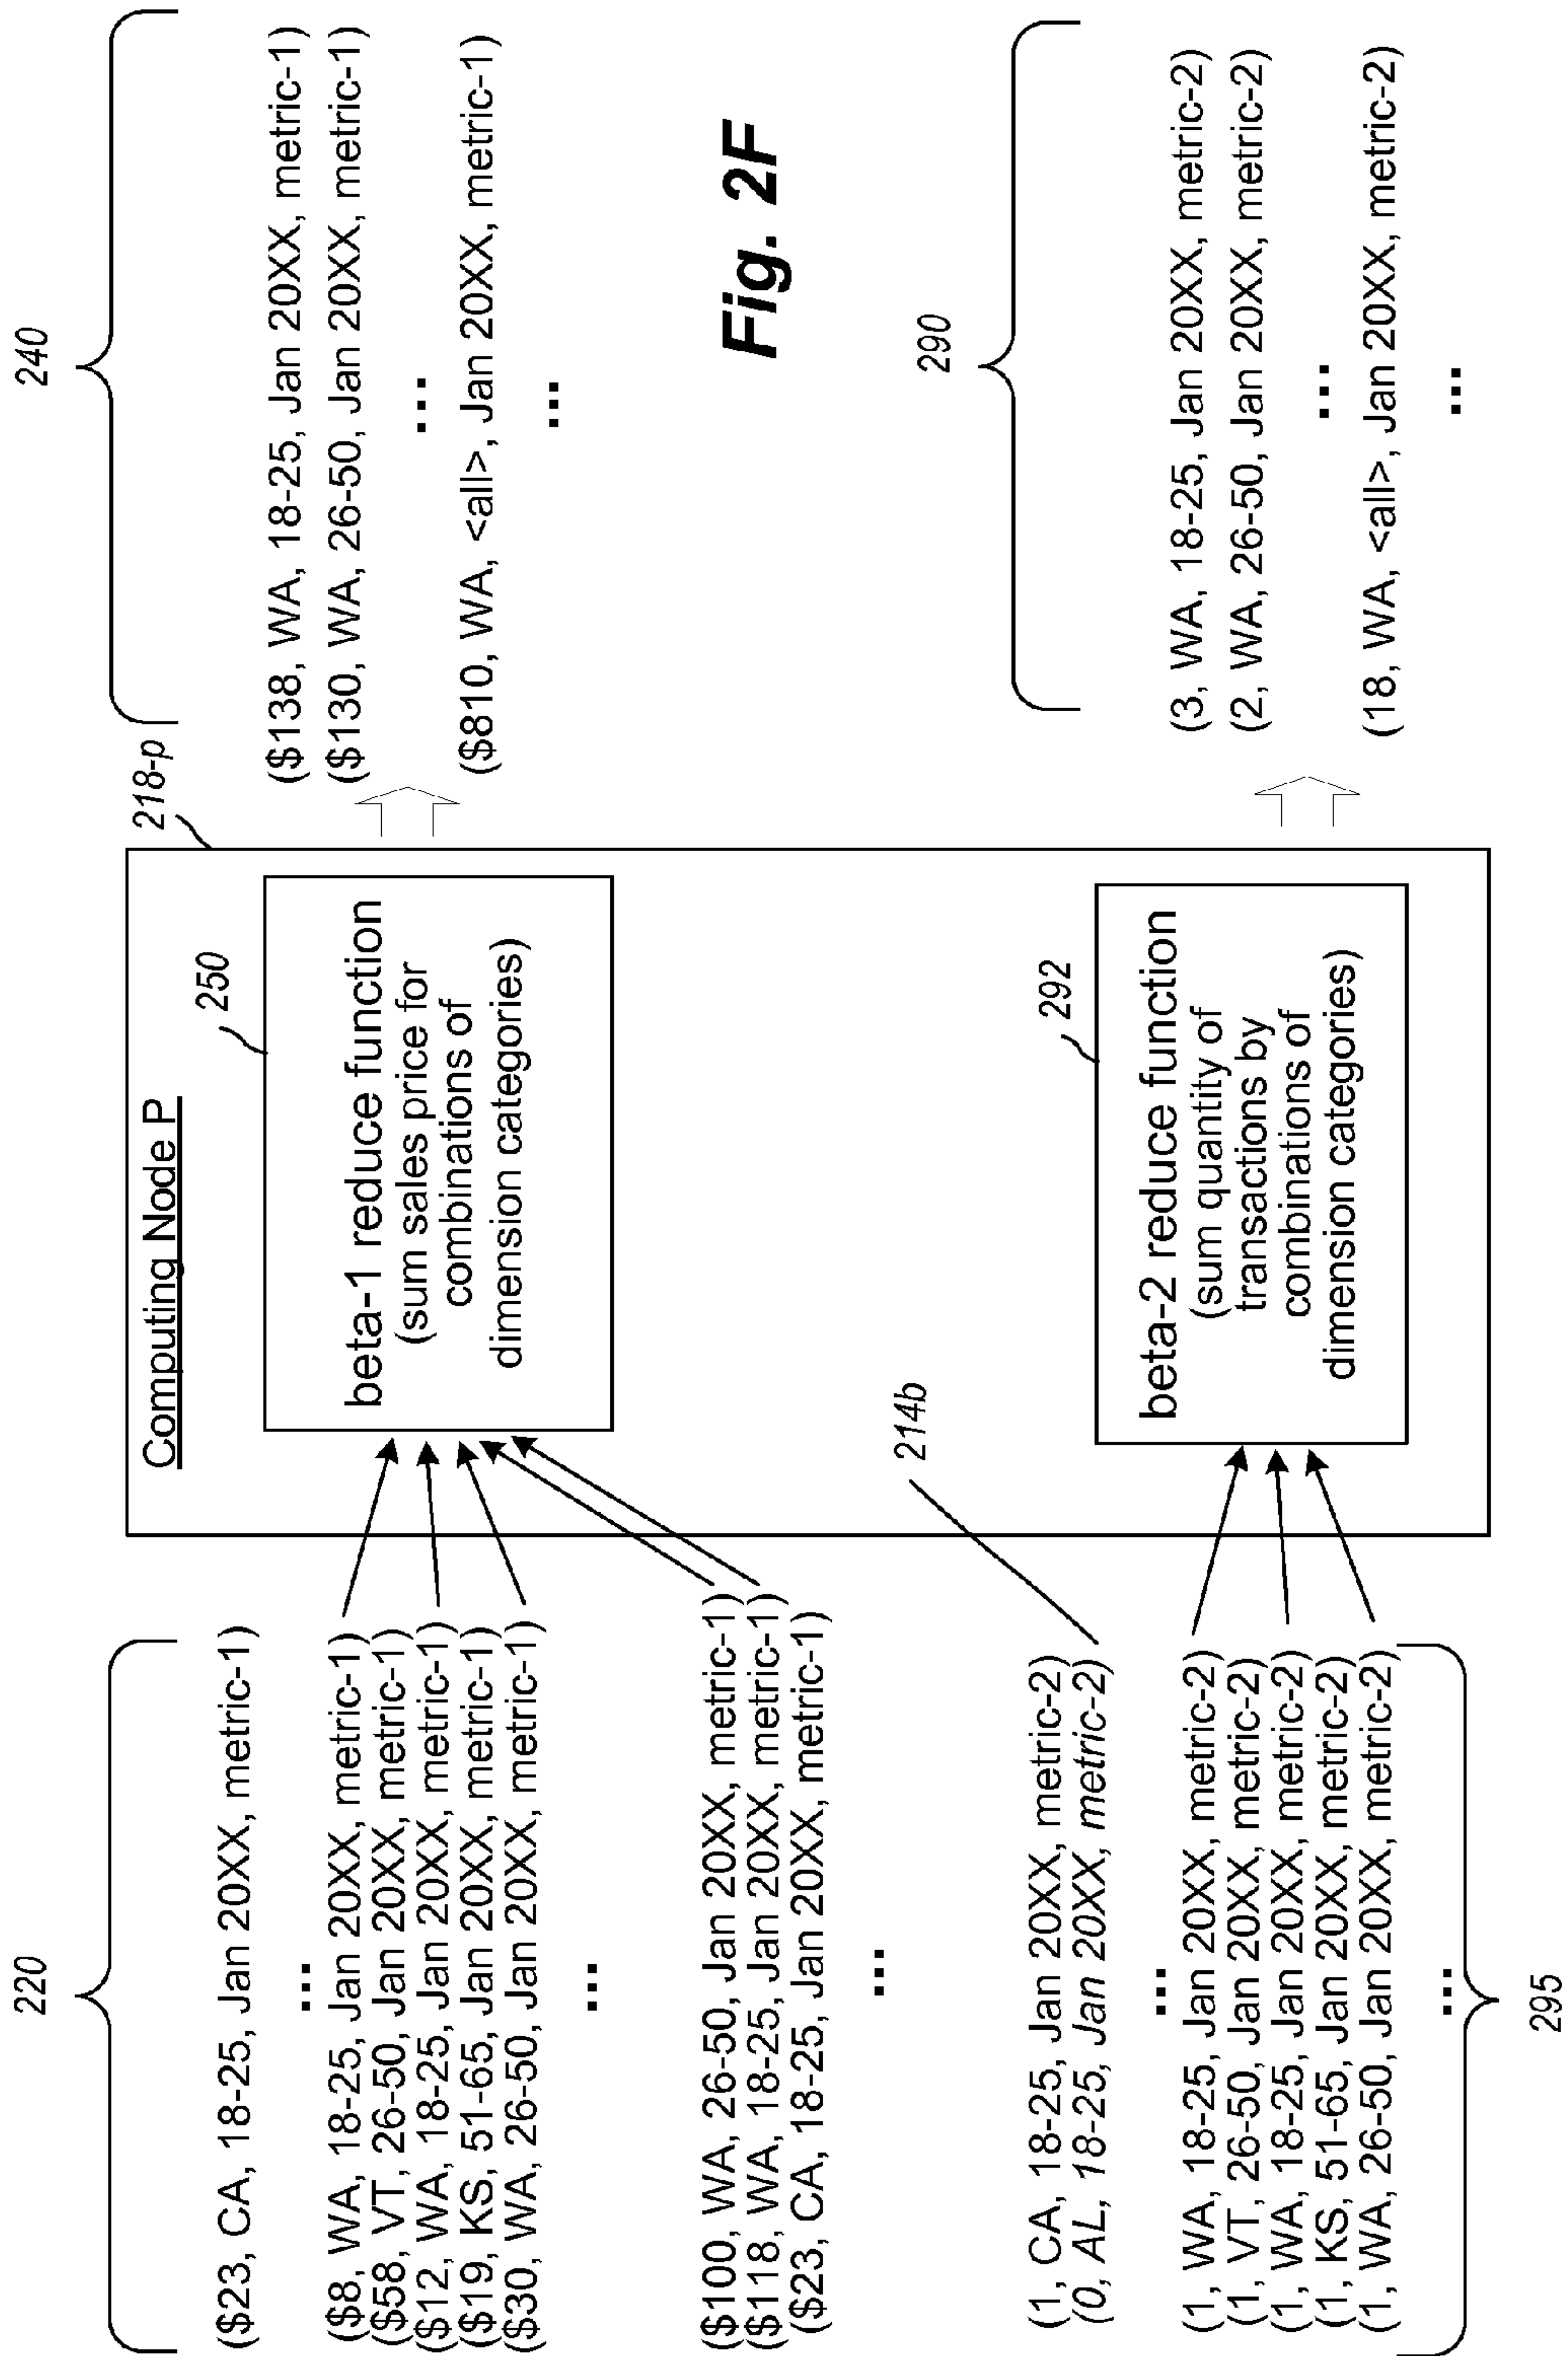 220
($23, CA, 18-25, Jan 20XX, metric-1)
...
($8, WA, 18-25, Jan 20XX, metric-1)
($58, VT, 26-50, Jan 20XX, metric-1)
($12, WA, 18-25, Jan 20XX, metric-1)
($19, KS, 51-65, Jan 20XX, metric-1)
($30, WA, 26-50, Jan 20XX, metric-1)
...
($100, WA, 26-50, Jan 20XX, metric-1)
($118, WA, 18-25, Jan 20XX, metric-1)
($23, CA, 18-25, Jan 20XX, metric-1)
...
(1, CA, 18-25, Jan 20XX, metric-2)
(0, AL, 18-25, Jan 20XX, metric-2)
...
(1, WA, 18-25, Jan 20XX, metric-2)
(1, VT, 26-50, Jan 20XX, metric-2)
(1, WA, 18-25, Jan 20XX, metric-2)
(1, KS, 51-65, Jan 20XX, metric-2)
(1, WA, 26-50, Jan 20XX, metric-2)
...
295
214b
218-p
Computing Node P
250
beta-1 reduce function
(sum sales price for
combinations of
dimension categories)
292
beta-2 reduce function
(sum quantity of
transactions by
combinations of
dimension categories)
240
($138, WA, 18-25, Jan 20XX, metric-1)
($130, WA, 26-50, Jan 20XX, metric-1)
...
($810, WA, <all>, Jan 20XX, metric-1)
...
Fig. 2F
290
(3, WA, 18-25, Jan 20XX, metric-2)
(2, WA, 26-50, Jan 20XX, metric-2)
...
(18, WA, <all>, Jan 20XX, metric-2)
...